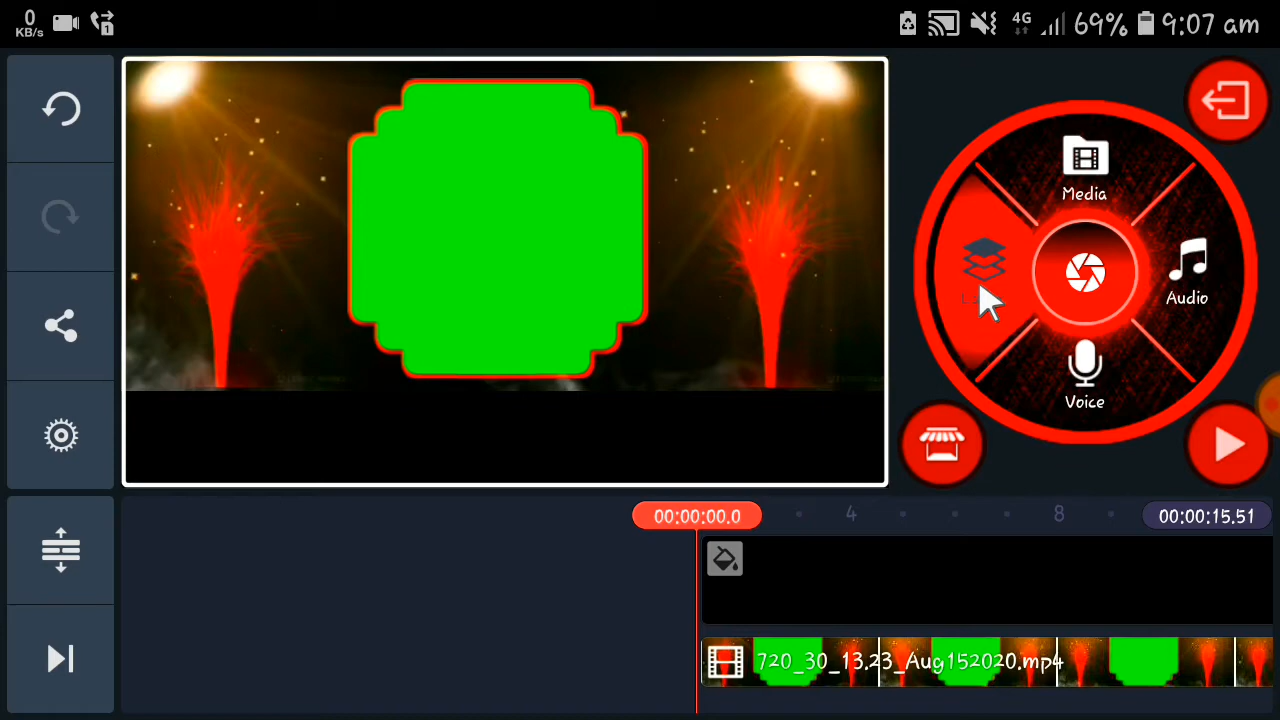 0
KB/s
1
4G
69%
9:07 am
Media
Audio
Voice
00:00:00.0
4
8
00:00:15.51
720_30_13.23_Aug152020.mp4